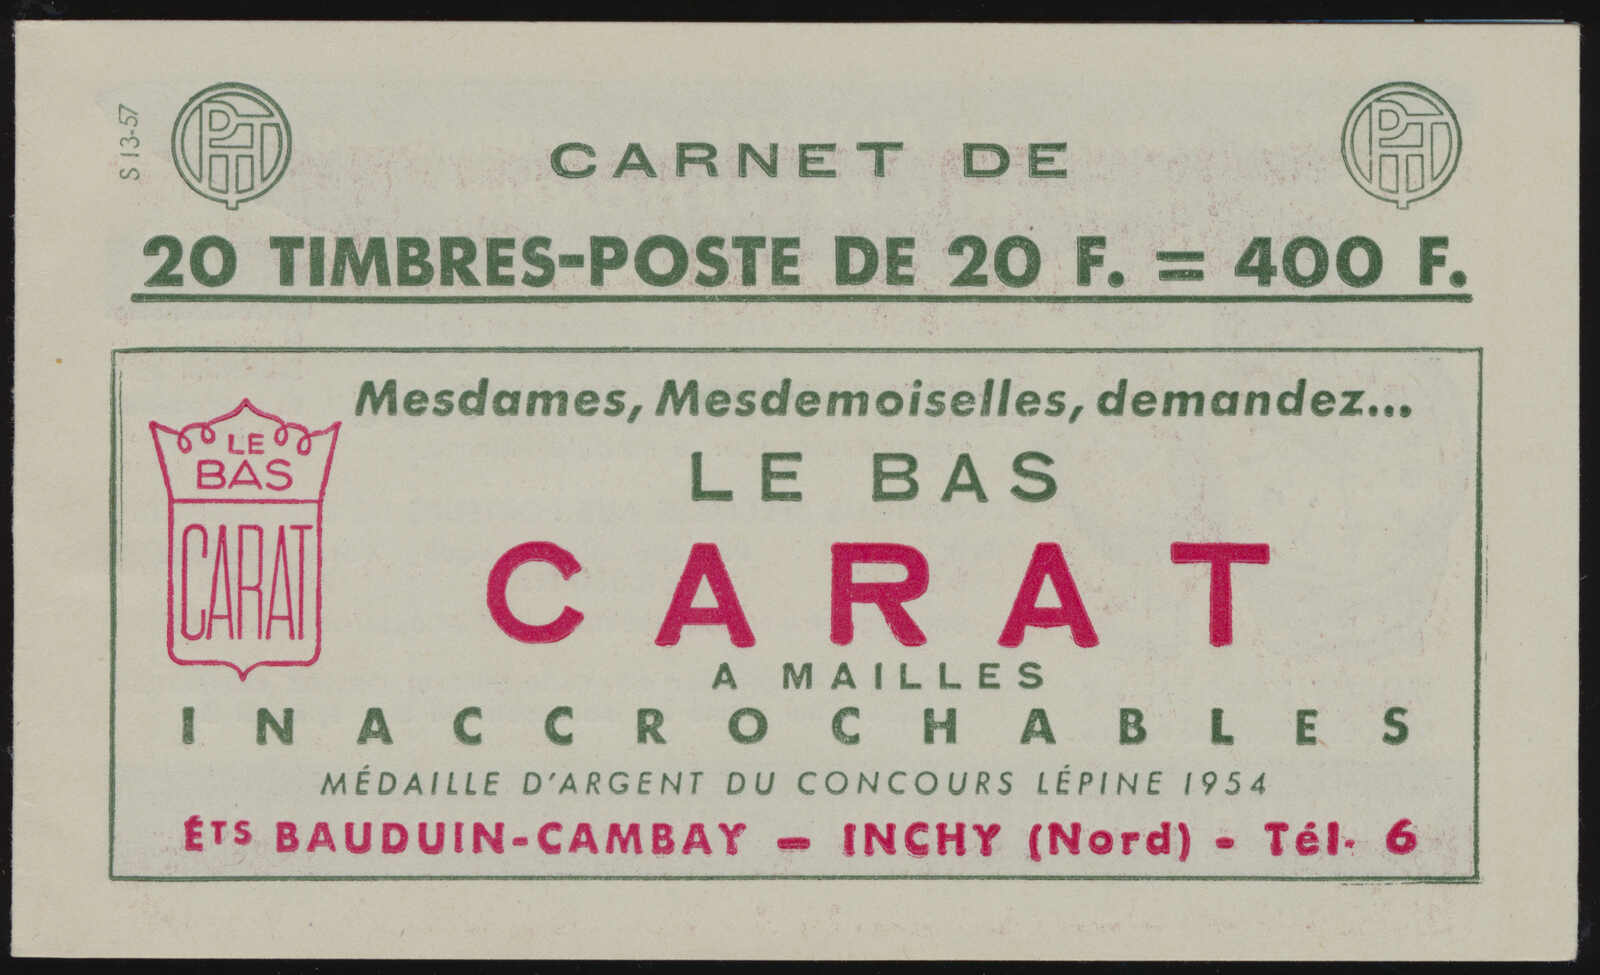 S 13-57
PTT
CARNET DE
PTT
20 TIMBRES-POSTE DE 20 F. = 400 F.
Mesdames, Mesdemoiselles, demandez...
LE BAS
CARAT
LE BAS
CARAT
A MAILLES
INACCROCHABLES
MÉDAILLE D'ARGENT DU CONCOURS LÉPINE 1954
ÉTS BAUDUIN-CAMBAY - INCHY (Nord) - Tél. 6